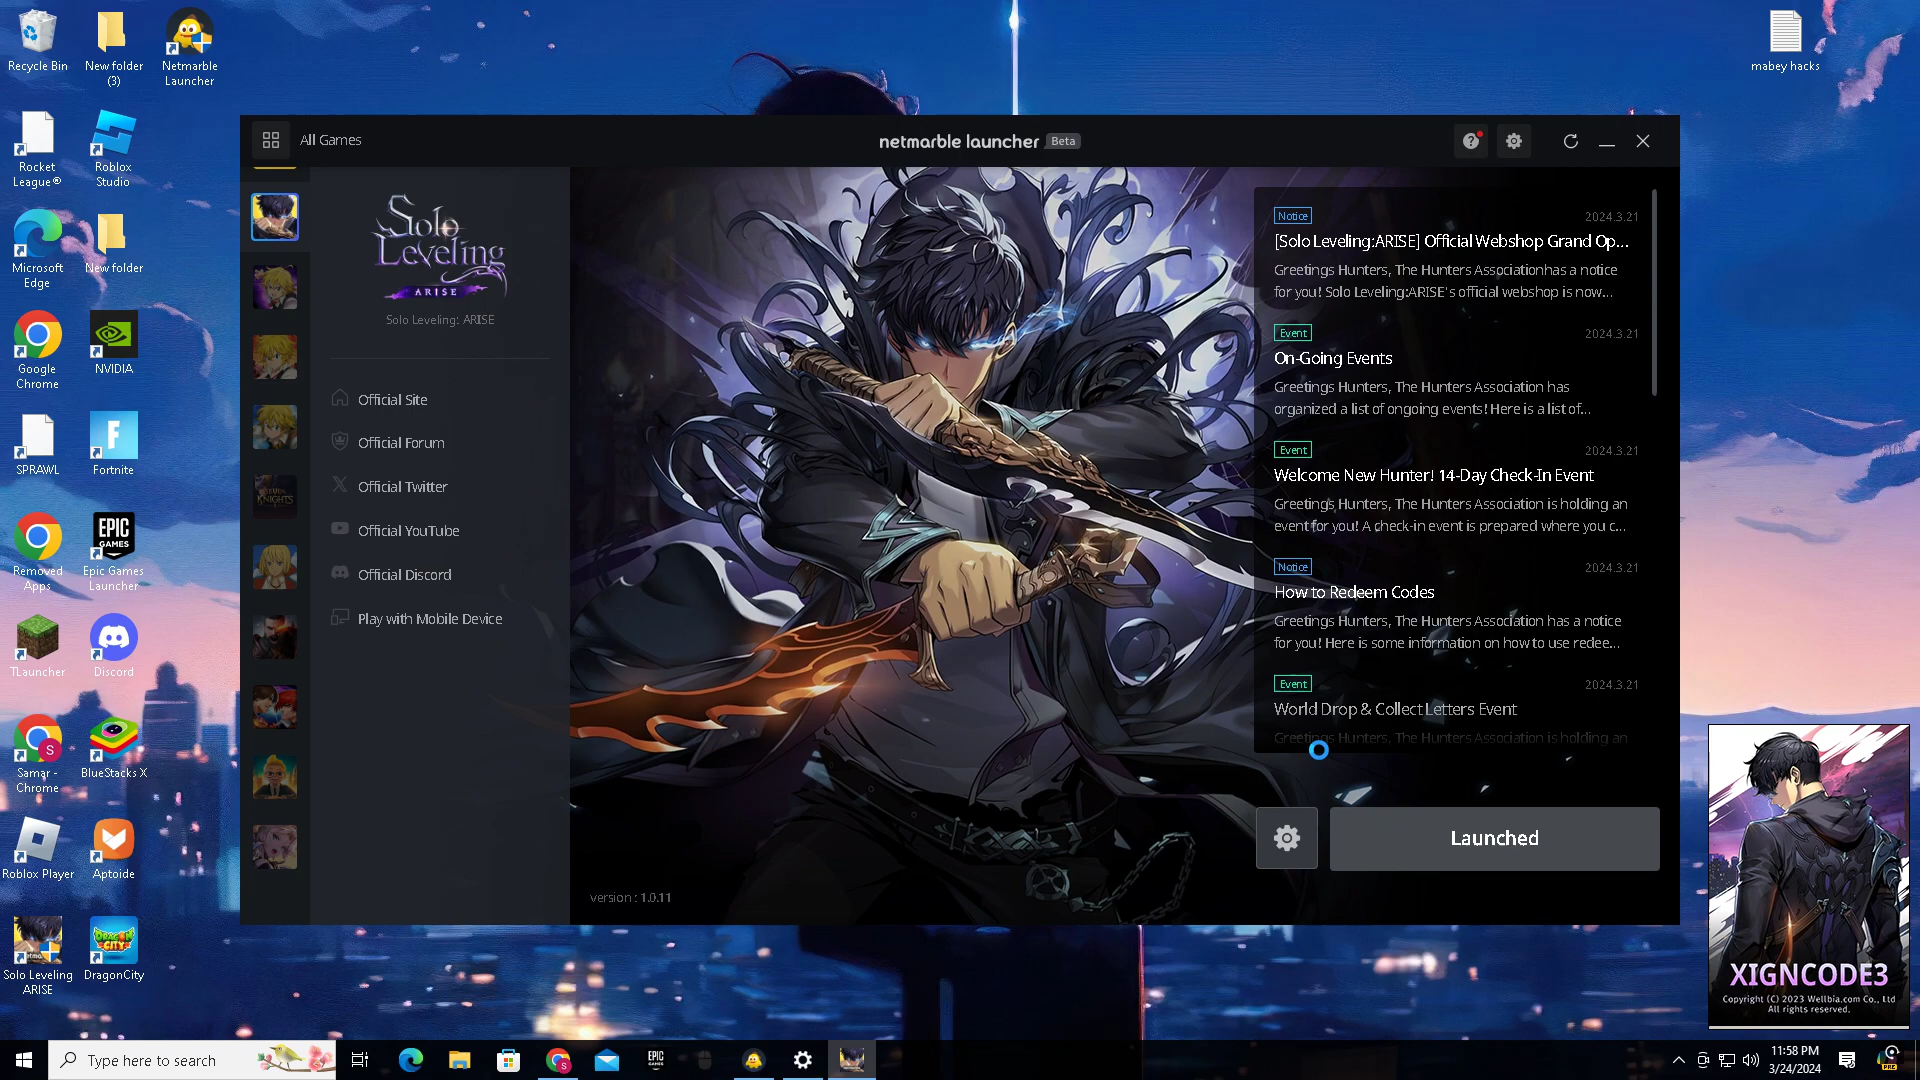 Recycle Bin
New folder
(3)
Netmarble
Launcher
mabey hacks
Rocket
League®
Roblox
Studio
Microsoft
Edge
New folder
Google
Chrome
NVIDIA
SPRAWL
Fortnite
Removed
Apps
EPIC
GAMES
Epic Games
Launcher
TLauncher
Discord
Samar -
Chrome
BlueStacks X
Roblox Player
Aptoide
Solo Leveling
ARISE
DragonCity
All Games
netmarble launcher Beta
Solo
Leveling
ARISE
Solo Leveling: ARISE
Official Site
Official Forum
Official Twitter
Official YouTube
Official Discord
Play with Mobile Device
Notice
2024.3.21
[Solo Leveling:ARISE] Official Webshop Grand Op...
Greetings Hunters, The Hunters Associationhas a notice
for you! Solo Leveling:ARISE's official webshop is now...
Event
2024.3.21
On-Going Events
Greetings Hunters, The Hunters Association has
organized a list of ongoing events! Here is a list of...
Event
2024.3.21
Welcome New Hunter! 14-Day Check-In Event
Greetings Hunters, The Hunters Association is holding an
event for you! A check-in event is prepared where you c...
Notice
2024.3.21
How to Redeem Codes
Greetings Hunters, The Hunters Association has a notice
for you! Here is some information on how to use redee...
Event
2024.3.21
World Drop & Collect Letters Event
Greetings Hunters, The Hunters Association is holding an
Launched
version : 1.0.11
XIGNCODE3
Copyright (C) 2023 Wellbia.com Co., Ltd
All rights reserved.
Type here to search
EPIC
GAMES
11:58 PM
3/24/2024
PRE